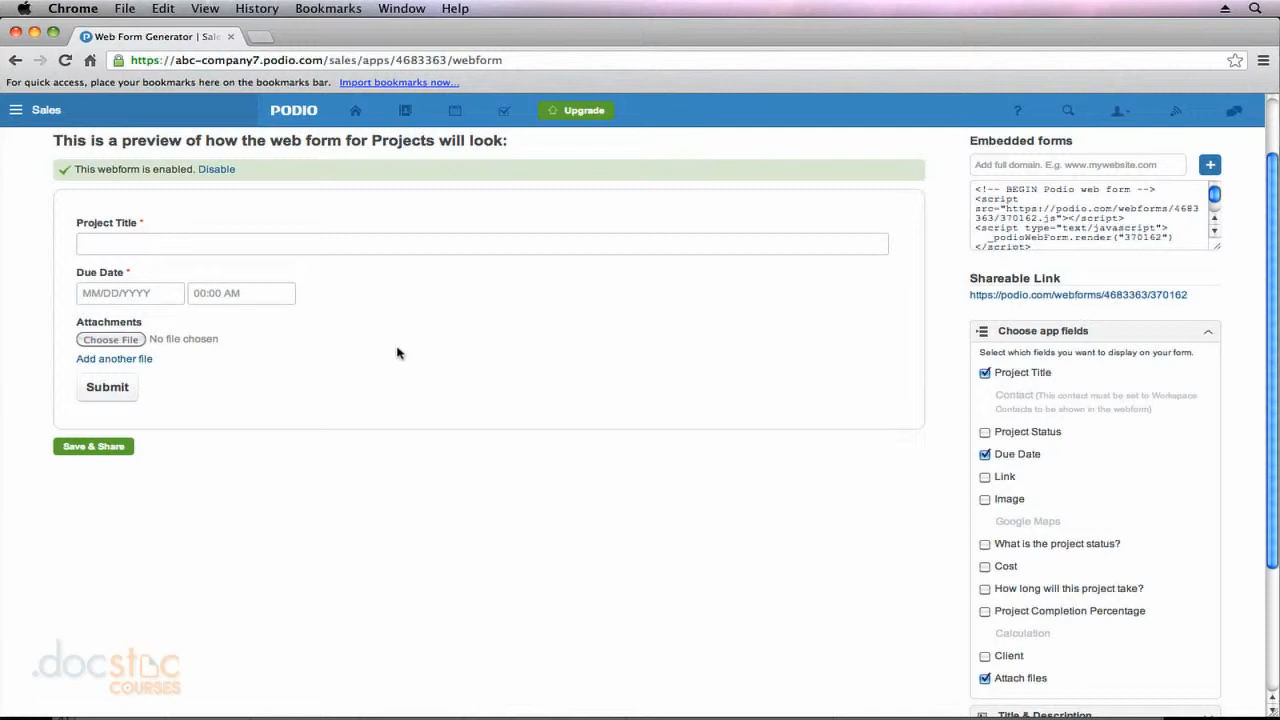 Chrome File Edit View History Bookmarks Window Help
Web Form Generator | Sale
https://abc-company7.podio.com/sales/apps/4683363/webform
For quick access, place your bookmarks here on the bookmarks bar. Import bookmarks now...
Sales PODIO Upgrade ?
This is a preview of how the web form for Projects will look:
This webform is enabled. Disable
Project Title *
Due Date *
MM/DD/YYYY 00:00 AM
Attachments
Choose File No file chosen
Add another file
Submit
Save & Share
Embedded forms
Add full domain. E.g. www.mywebsite.com +
<!-- BEGIN Podio web form -->
<script
src="https://podio.com/webforms/4683
363/370162.js"></script>
<script type="text/javascript">
_podioWebForm.render("370162")
</script>
Shareable Link
https://podio.com/webforms/4683363/370162
Choose app fields
Select which fields you want to display on your form.
Project Title
Contact (This contact must be set to Workspace
Contacts to be shown in the webform)
Project Status
Due Date
Link
Image
Google Maps
What is the project status?
Cost
How long will this project take?
Project Completion Percentage
Calculation
Client
Attach files
Title & Description
.docstoc
COURSES